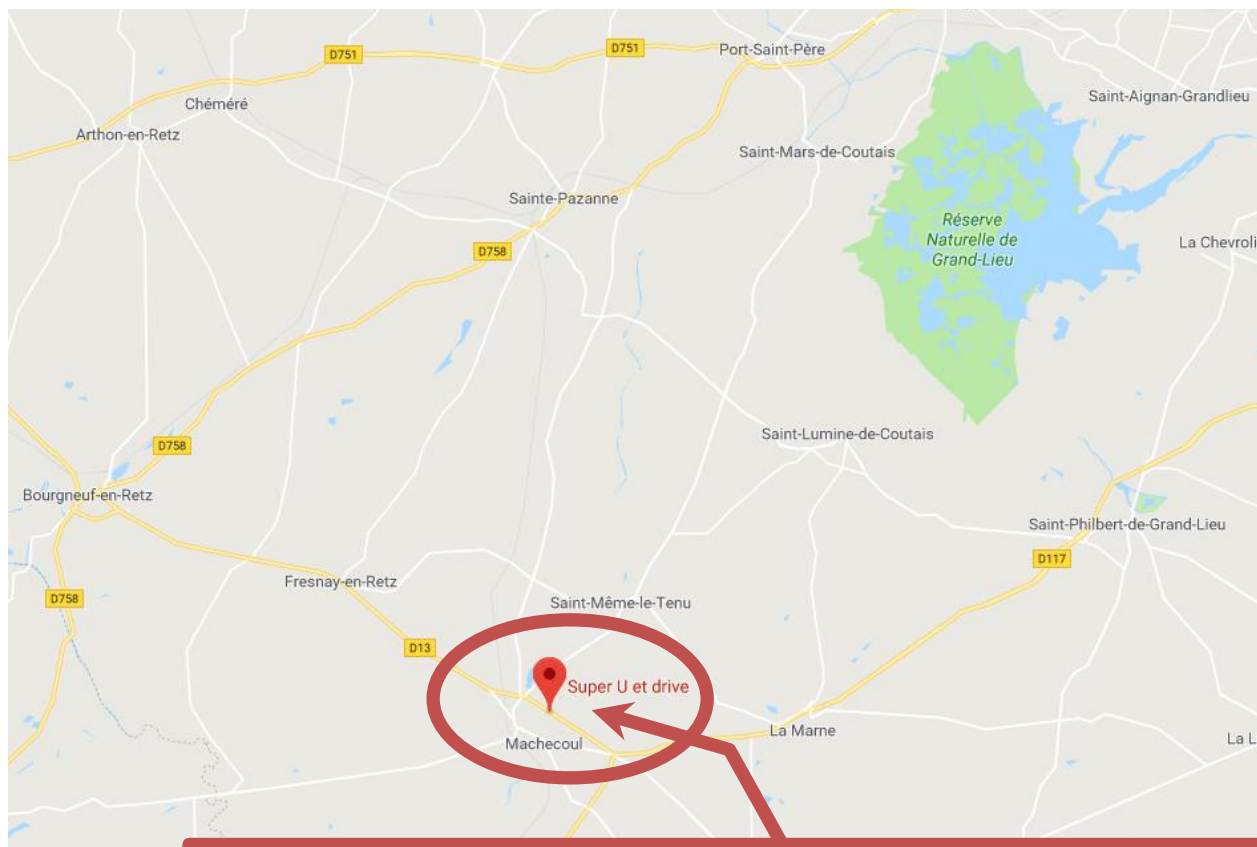 D751
D751
Port-Saint-Père
Chéméré
Saint-Aignan-Grandlieu
Arthon-en-Retz
Saint-Mars-de-Coutais
Sainte-Pazanne
Réserve
Naturelle de
Grand-Lieu
La Chevroli
D758
D758
Saint-Lumine-de-Coutais
Bourgneuf-en-Retz
Saint-Philbert-de-Grand-Lieu
D117
Fresnay-en-Retz
D758
Saint-Même-le-Tenu
D13
Super U et drive
La Marne
Machecoul
La L